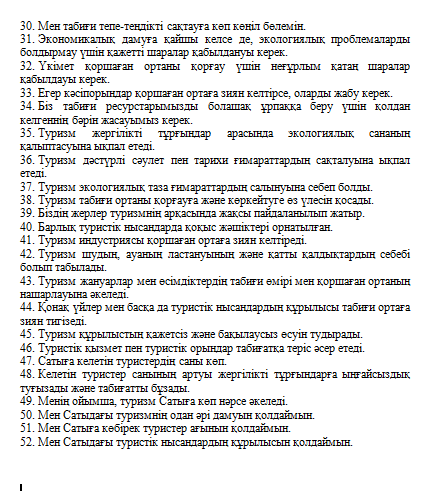 30. Мен табиғи тепе-теңдікті сақтауға көп көңіл бөлемін.
31. Экономикалық дамуға қайшы келсе де, экологиялық проблемаларды
болдырмау үшін қажетті шаралар қабылдануы керек.
32. Үкімет қоршаған ортаны қорғау үшін неғұрлым қатаң шаралар
қабылдауы керек.
33. Егер кәсіпорындар қоршаған ортаға зиян келтірсе, оларды жабу керек.
34. Біз табиғи ресурстарымызды болашақ ұрпаққа беру үшін қолдан
келгеннің бәрін жасауымыз керек.
35. Туризм жергілікті тұрғындар арасында экологиялық сананың
қалыптасуына ықпал етеді.
36. Туризм дәстүрлі сәулет пен тарихи ғимараттардың сақталуына ықпал
етеді.
37. Туризм экологиялық таза ғимараттардың салынуына себеп болды.
38. Туризм табиғи ортаны қорғауға және көркейтуге өз үлесін қосады.
39. Біздің жерлер туризмнің арқасында жақсы пайдаланылып жатыр.
40. Барлық туристік нысандарда қоқыс жәшіктері орнатылған.
41. Туризм индустриясы қоршаған ортаға зиян келтіреді.
42. Туризм шудың, ауаның ластануының және қатты қалдықтардың себебі
болып табылады.
43. Туризм жануарлар мен өсімдіктердің табиғи өмірі мен қоршаған ортаның
нашарлауына әкеледі.
44. Қонақ үйлер мен басқа да туристік нысандардың құрылысы табиғи ортаға
зиян тигізеді.
45. Туризм құрылыстың қажетсіз және бақылаусыз өсуін тудырады.
46. Туристік қызмет пен туристік орындар табиғатқа теріс әсер етеді.
47. Сатыға келетін туристердің саны көп.
48. Келетін туристер санының артуы жергілікті тұрғындарға ыңғайсыздық
туғызады және табиғатты бұзады.
49. Менің ойымша, туризм Сатыға көп нәрсе әкеледі.
50. Мен Сатыдағы туризмнің одан әрі дамуын қолдаймын.
51. Мен Сатыға көбірек туристер ағынын қолдаймын.
52. Мен Сатыдағы туристік нысандардың құрылысын қолдаймын.